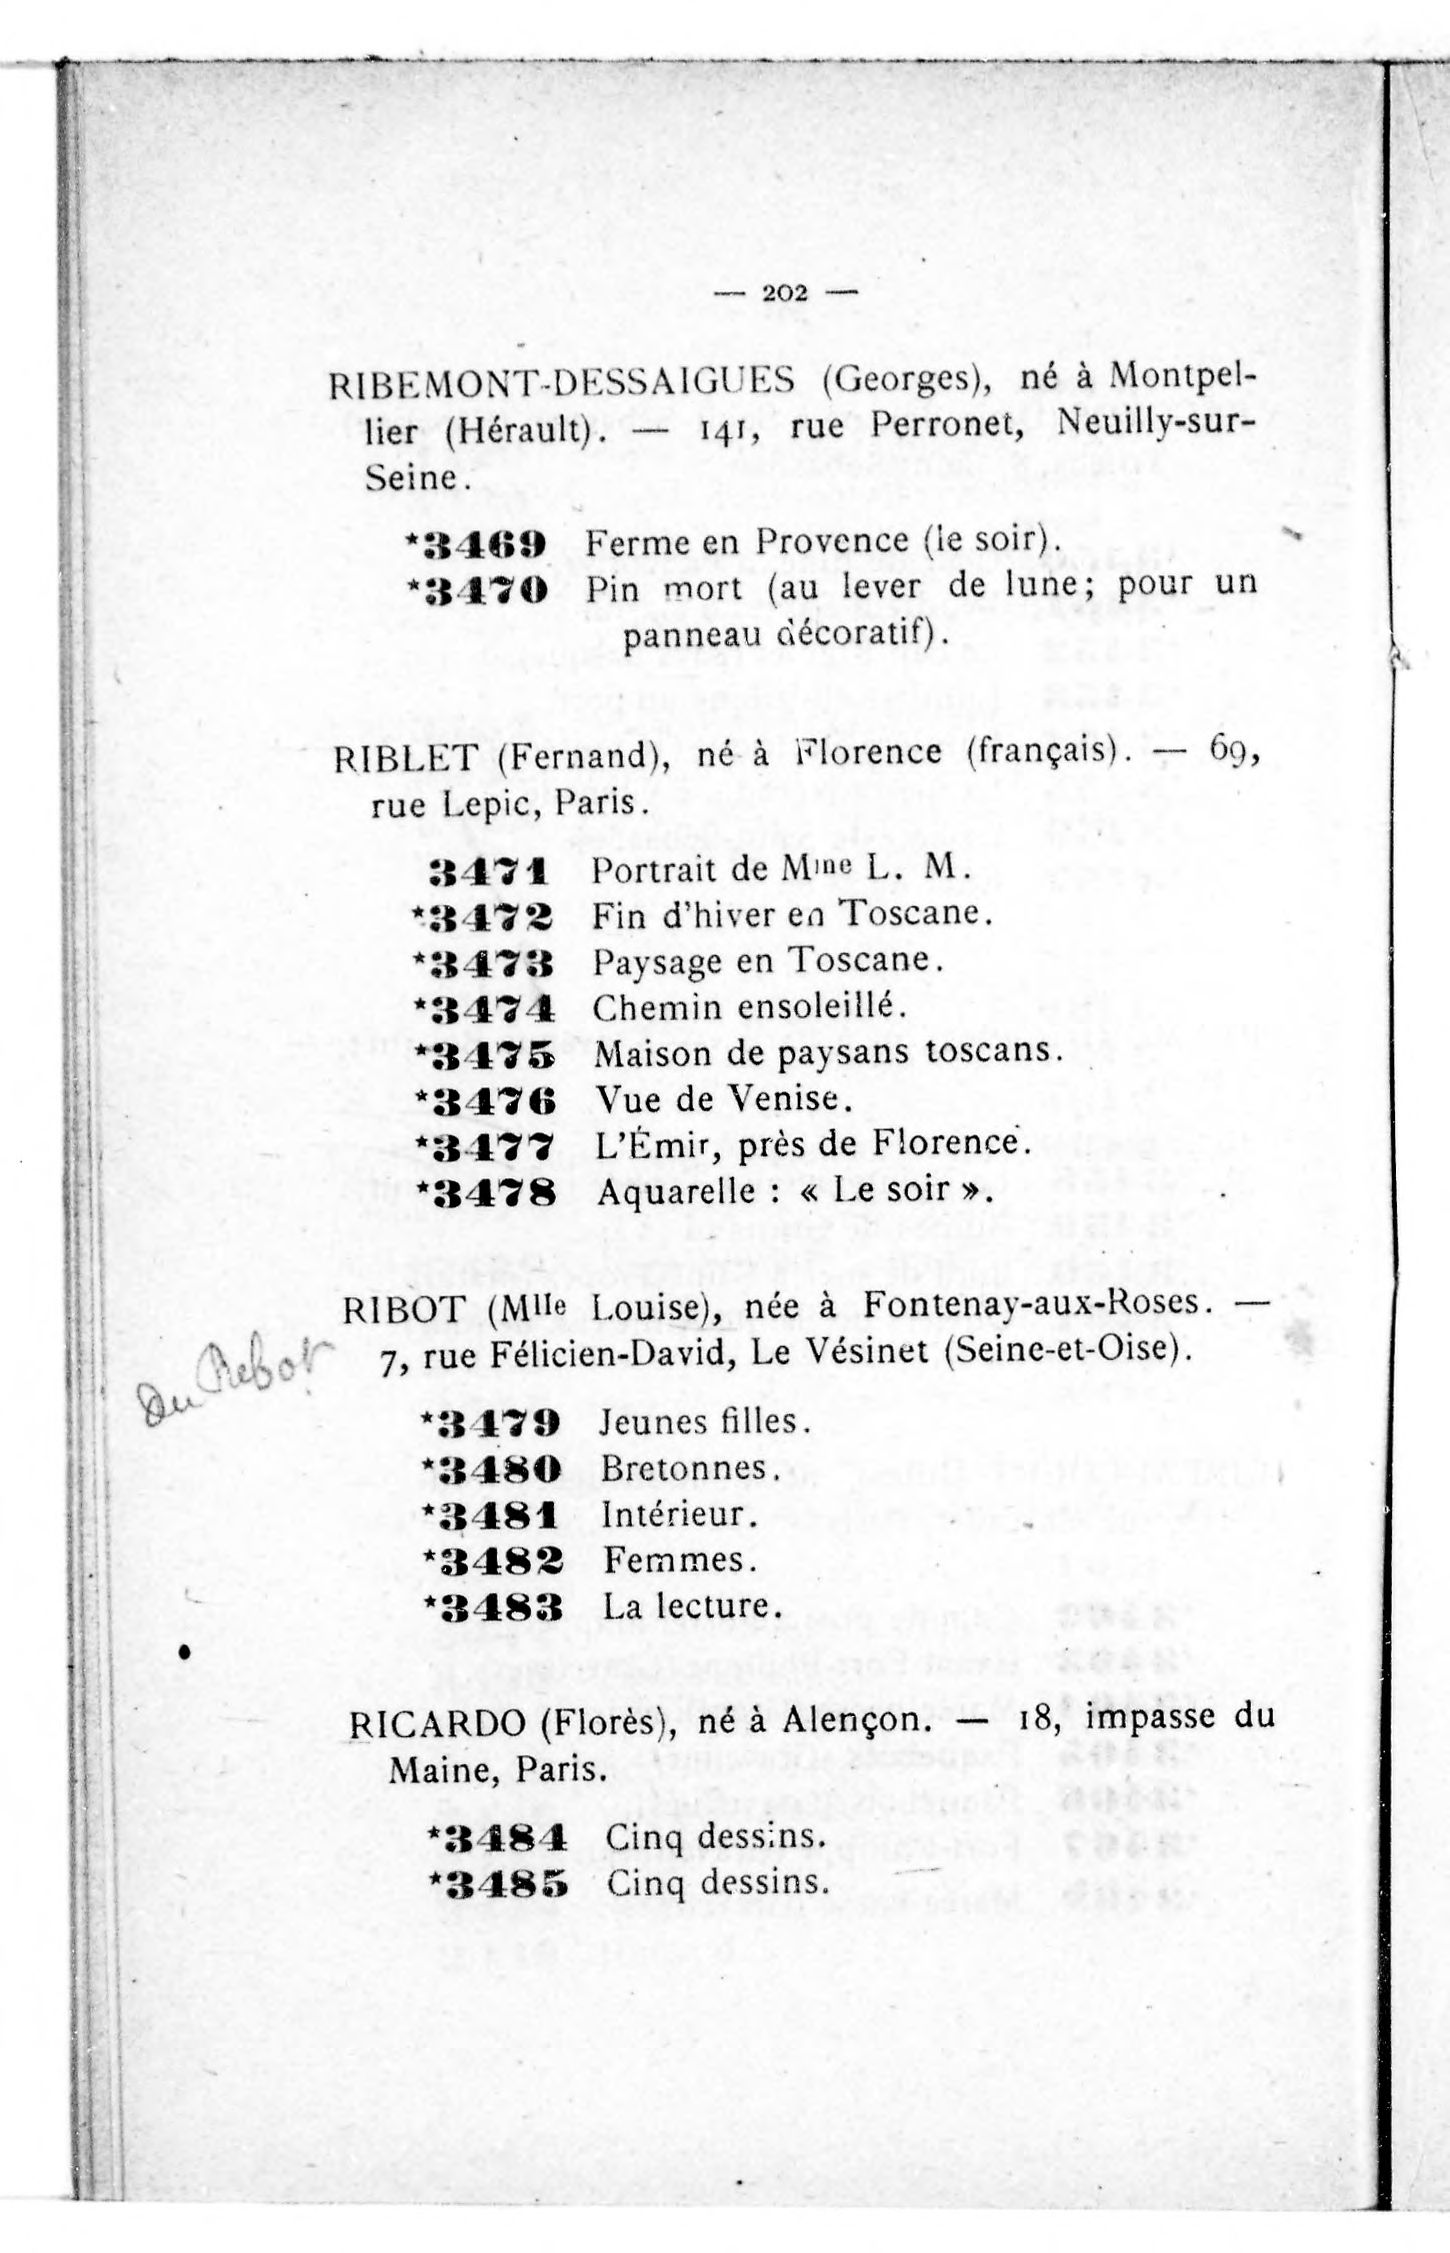 — 202 —
RIBEMONT-DESSAIGUES (Georges), né à Montpel-
lier (Hérault). — 141, rue Perronet, Neuilly-sur-
Seine.
*3469 Ferme en Provence (le soir).
*3470 Pin mort (au lever de lune; pour un
panneau décoratif).
RIBLET (Fernand), né à Florence (français). — 69,
rue Lepic, Paris.
3471 Portrait de Mme L. M.
*3472 Fin d'hiver en Toscane.
*3473 Paysage en Toscane.
*3474 Chemin ensoleillé.
*3475 Maison de paysans toscans.
*3476 Vue de Venise.
*3477 L'Émir, près de Florence.
*3478 Aquarelle : « Le soir ».
RIBOT (Mlle Louise), née à Fontenay-aux-Roses. —
7, rue Félicien-David, Le Vésinet (Seine-et-Oise).
*3479 Jeunes filles.
*3480 Bretonnes.
*3481 Intérieur.
*3482 Femmes.
*3483 La lecture.
RICARDO (Florès), né à Alençon. — 18, impasse du
Maine, Paris.
*3484 Cinq dessins.
*3485 Cinq dessins.